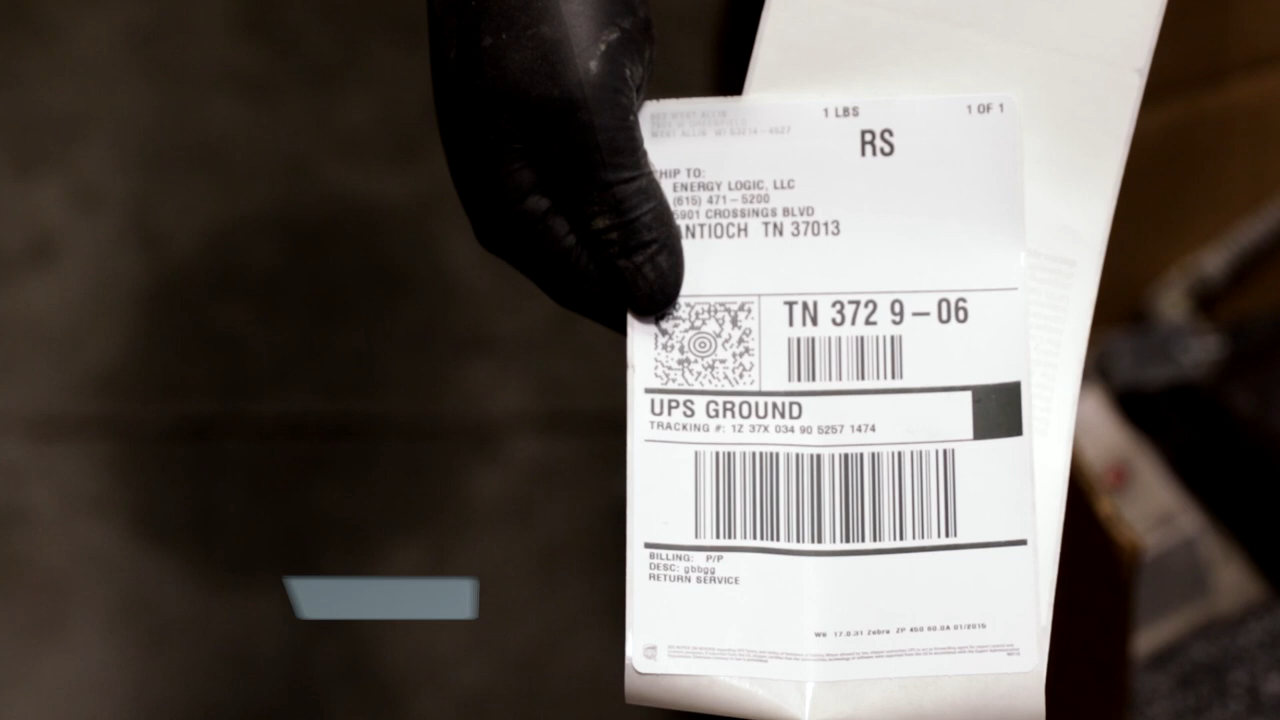 1 LBS
1 OF 1
RS
HIP TO:
ENERGY LOGIC, LLC
(615) 471-5200
5901 CROSSINGS BLVD
ANTIOCH TN 37013
TN 372 9-06
UPS GROUND
TRACKING #: 1Z 37X 034 90 5257 1474
BILLING: P/P
DESC: gbbgg
RETURN SERVICE
17.0.31 Zebra ZP 450 01/2015